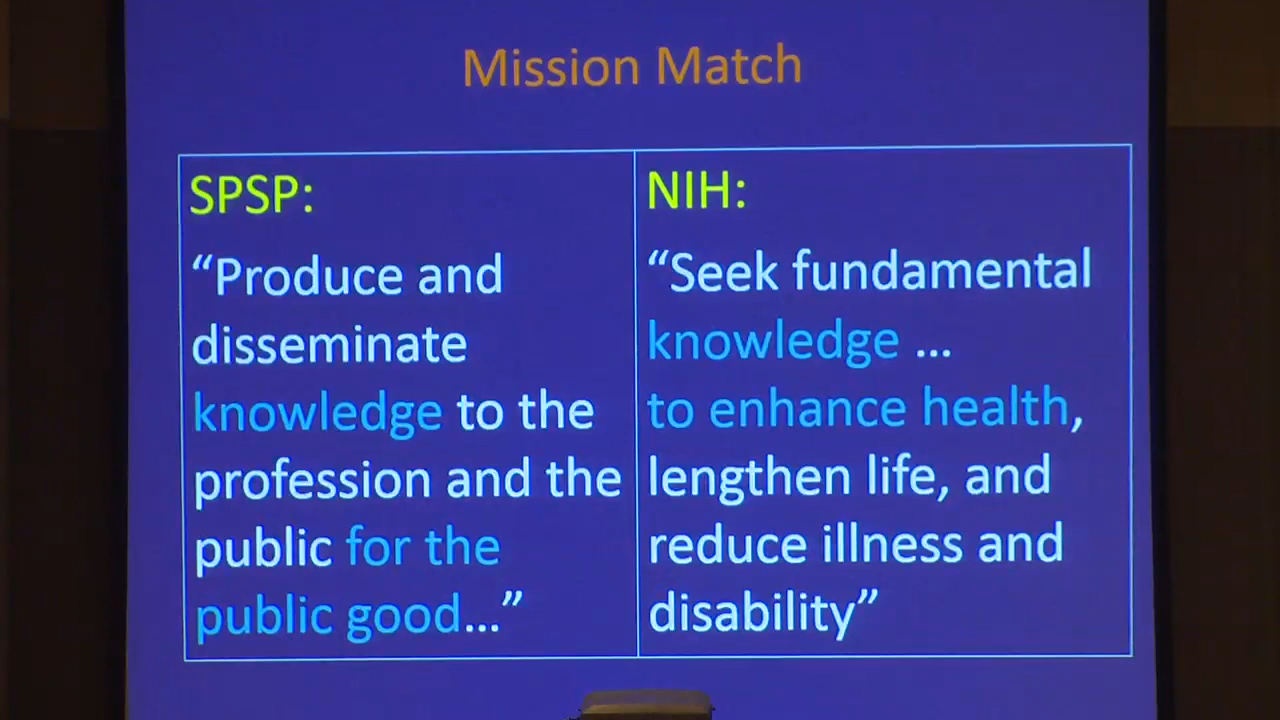 Mission Match
SPSP:
“Produce and
disseminate
knowledge to the
profession and the
public for the
public good...”
NIH:
“Seek fundamental
knowledge ...
to enhance health,
lengthen life, and
reduce illness and
disability”